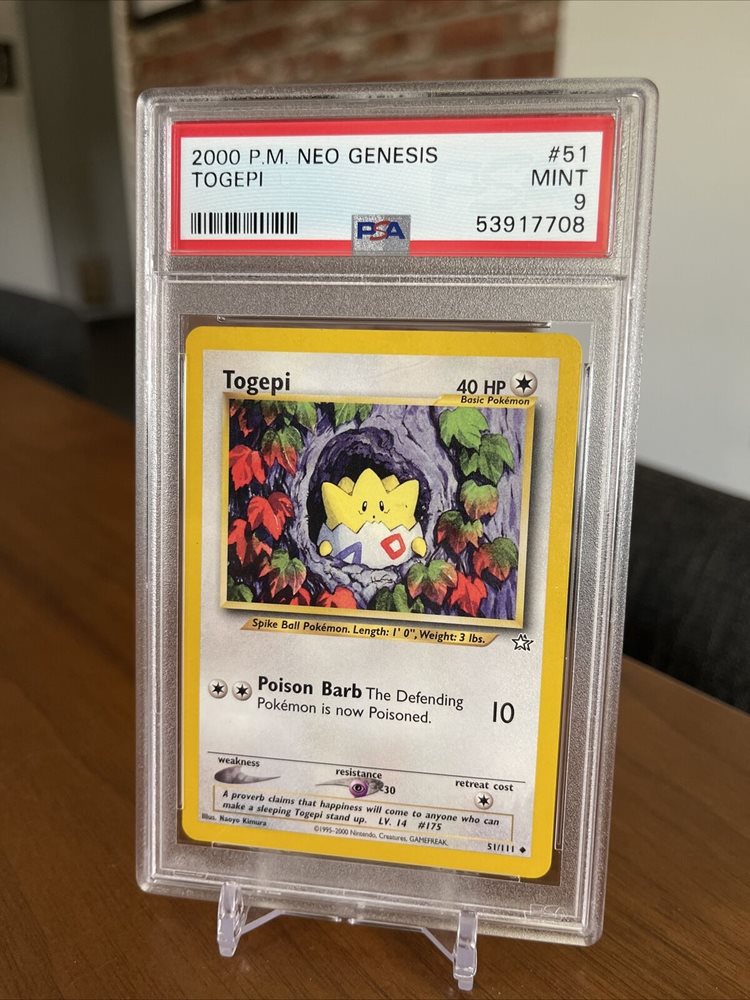 2000 P.M. NEO GENESIS #51
TOGEPI MINT
9
PSA 53917708
Togepi 40 HP
Basic Pokémon
Spike Ball Pokémon. Length: 1' 0", Weight: 3 lbs.
Poison Barb The Defending
Pokémon is now Poisoned. 10
weakness resistance retreat cost
-30
A proverb claims that happiness will come to anyone who can
make a sleeping Togepi stand up. LV. 14 #175
Illus. Naoyo Kimura
©1995-2000 Nintendo, Creatures, GAMEFREAK.
51/111
PSA